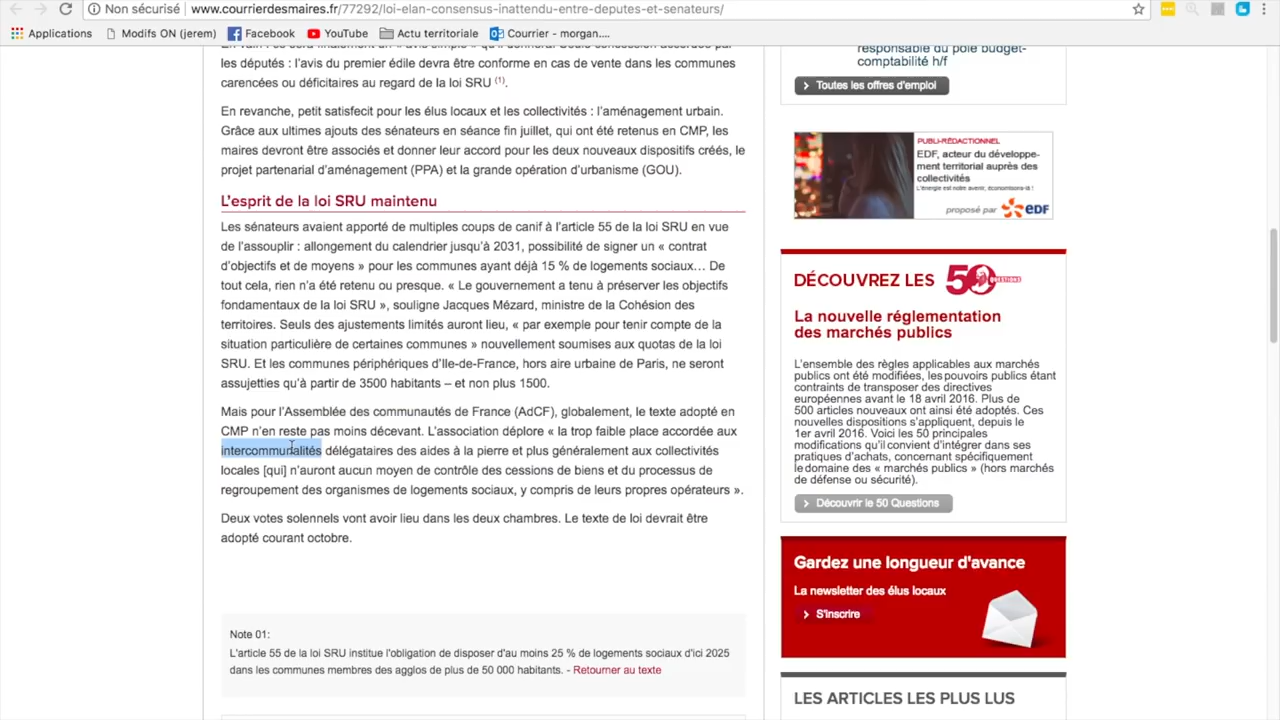 Non sécurisé
www.courrierdesmaires.fr/77292/loi-elan-consensus-inattendu-entre-deputes-et-senateurs/
Applications
Modifs ON (jerem)
Facebook
YouTube
Actu territoriale
Courrier - morgan....
les députés : l'avis du premier édile devra être conforme en cas de vente dans les communes
carencées ou déficitaires au regard de la loi SRU (1).
En revanche, petit satisfecit pour les élus locaux et les collectivités : l'aménagement urbain.
Grâce aux ultimes ajouts des sénateurs en séance fin juillet, qui ont été retenus en CMP, les
maires devront être associés et donner leur accord pour les deux nouveaux dispositifs créés, le
projet partenarial d'aménagement (PPA) et la grande opération d'urbanisme (GOU).
L'esprit de la loi SRU maintenu
Les sénateurs avaient apporté de multiples coups de canif à l'article 55 de la loi SRU en vue
de l'assouplir : allongement du calendrier jusqu'à 2031, possibilité de signer un « contrat
d'objectifs et de moyens » pour les communes ayant déjà 15 % de logements sociaux… De
tout cela, rien n'a été retenu ou presque. « Le gouvernement a tenu à préserver les objectifs
fondamentaux de la loi SRU », souligne Jacques Mézard, ministre de la Cohésion des
territoires. Seuls des ajustements limités auront lieu, « par exemple pour tenir compte de la
situation particulière de certaines communes » nouvellement soumises aux quotas de la loi
SRU. Et les communes périphériques d'Ile-de-France, hors aire urbaine de Paris, ne seront
assujetties qu'à partir de 3500 habitants – et non plus 1500.
Mais pour l'Assemblée des communautés de France (AdCF), globalement, le texte adopté en
CMP n'en reste pas moins décevant. L'association déplore « la trop faible place accordée aux
intercommunalités délégataires des aides à la pierre et plus généralement aux collectivités
locales [qui] n'auront aucun moyen de contrôle des cessions de biens et du processus de
regroupement des organismes de logements sociaux, y compris de leurs propres opérateurs ».
Deux votes solennels vont avoir lieu dans les deux chambres. Le texte de loi devrait être
adopté courant octobre.
Note 01:
L'article 55 de la loi SRU institue l'obligation de disposer d'au moins 25 % de logements sociaux d'ici 2025
dans les communes membres des agglos de plus de 50 000 habitants. - Retourner au texte
responsable du pôle budget-
comptabilité h/f
Toutes les offres d'emploi
PUBLI-RÉDACTIONNEL
EDF, acteur du développe-
ment territorial auprès des
collectivités
L'énergie est notre avenir, économisons-la !
proposé par EDF
DÉCOUVREZ LES 50 QUESTIONS
La nouvelle réglementation
des marchés publics
L'ensemble des règles applicables aux marchés
publics ont été modifiées, les pouvoirs publics étant
contraints de transposer des directives
européennes avant le 18 avril 2016. Plus de
500 articles nouveaux ont ainsi été adoptés. Ces
nouvelles dispositions s'appliquent, depuis le
1er avril 2016. Voici les 50 principales
modifications qu'il convient d'intégrer dans ses
pratiques d'achats, concernant spécifiquement
le domaine des « marchés publics » (hors marchés
de défense ou sécurité).
Découvrir le 50 Questions
Gardez une longueur d'avance
La newsletter des élus locaux
S'inscrire
LES ARTICLES LES PLUS LUS